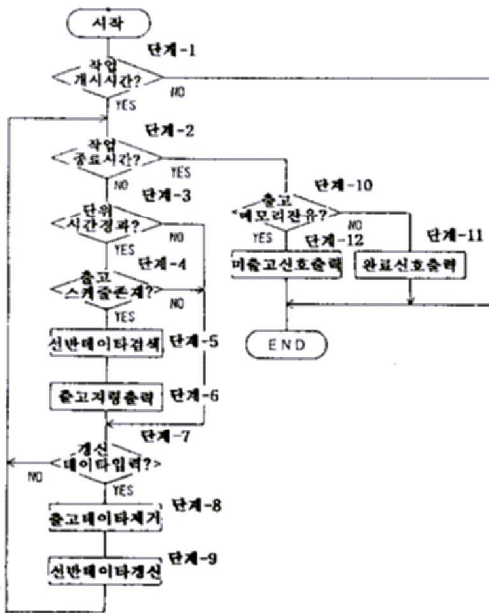 시작
단계-1
작업
개시시간?
YES
NO
단계-2
작업
종료시간?
YES
NO
단계-3
단위
시간경과?
YES
NO
단계-4
출고
스케줄존재?
YES
NO
선반데이타검색
단계-5
출고지령출력
단계-6
단계-7
갱신
데이타입력?
NO
YES
출고데이타제거
단계-8
선반데이타갱신
단계-9
단계-10
출고
메모리잔유?
YES
NO
단계-12
단계-11
미출고신호출력
완료신호출력
END